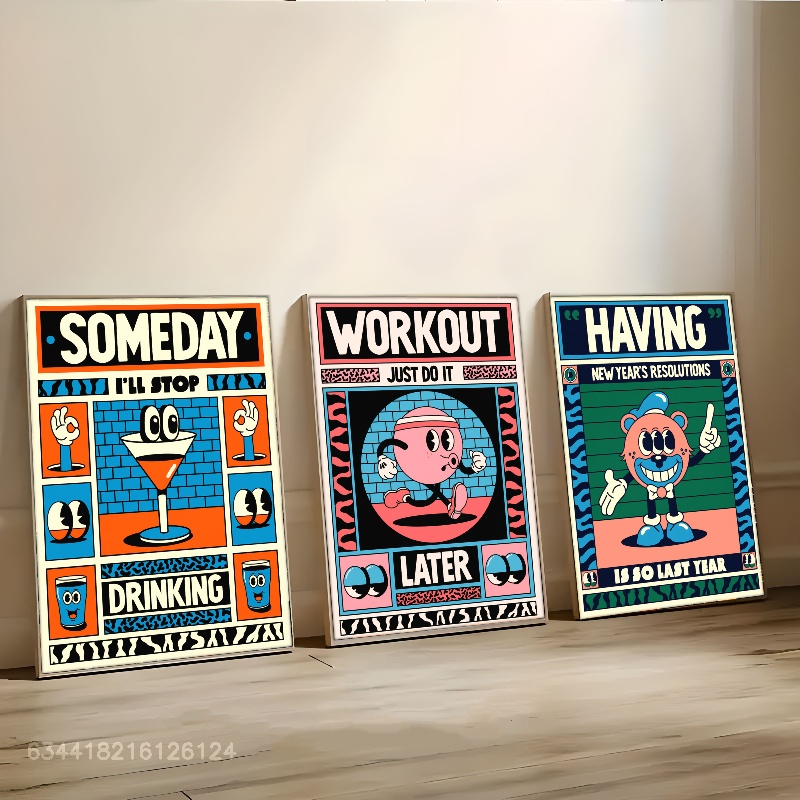 SOMEDAY
I'LL STOP
DRINKING
WORKOUT
JUST DO IT
LATER
"HAVING"
NEW YEAR'S RESOLUTIONS
IS SO LAST YEAR
634418216126124